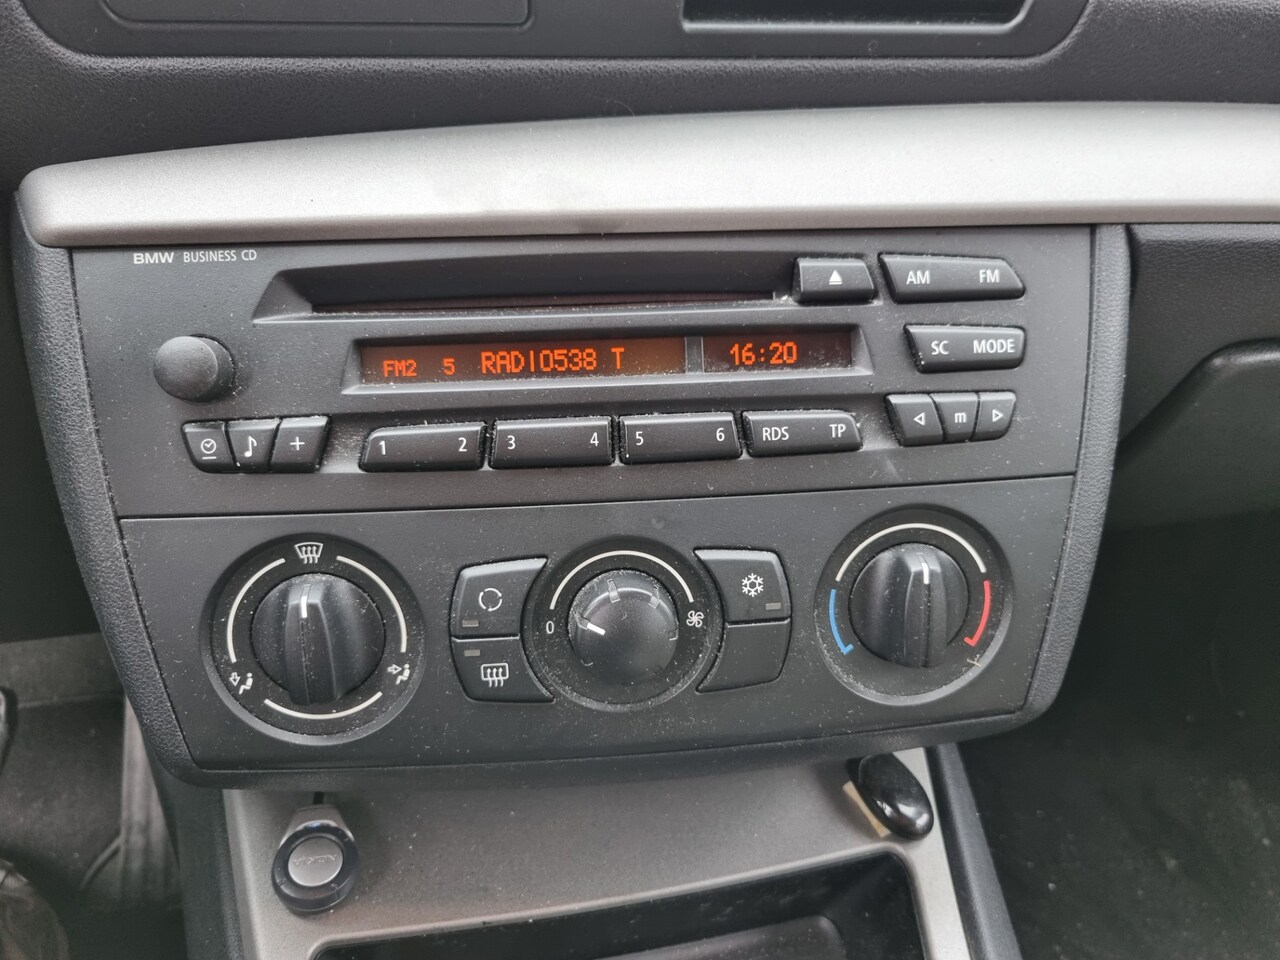 BMW BUSINESS CD
AM FM
SC MODE
FM2 5 RADIO538 T 16:20
1 2 3 4 5 6 RDS TP m
0